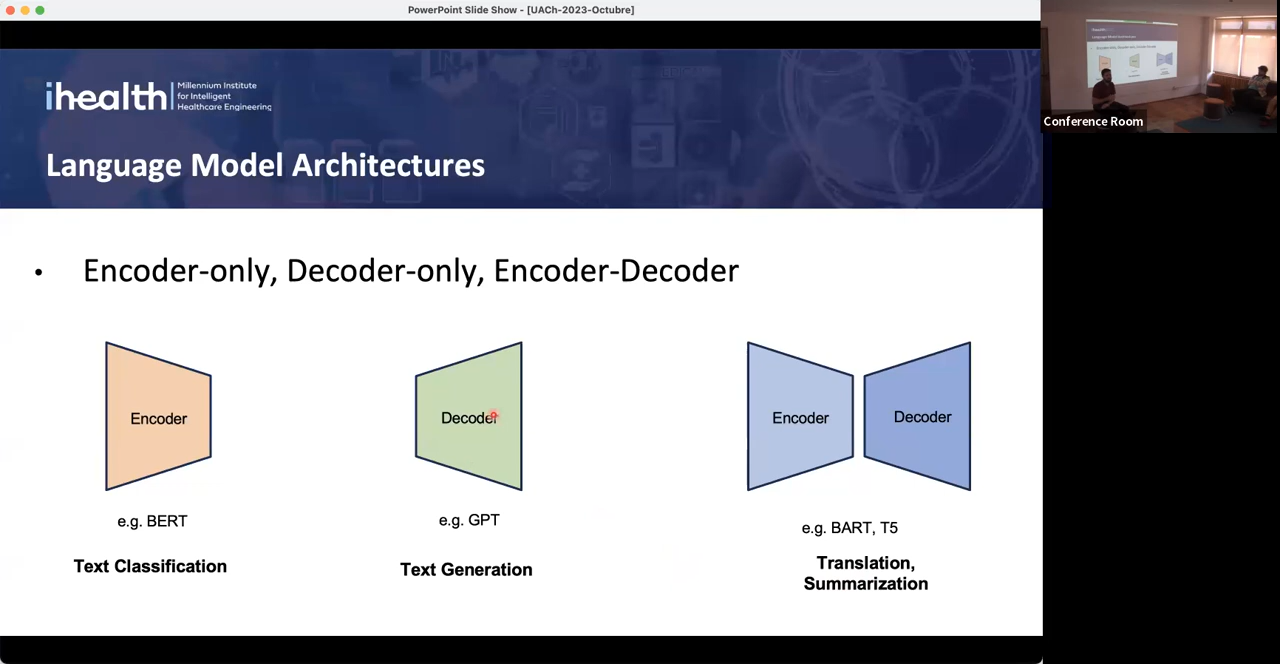 PowerPoint Slide Show - [UACh-2023-Octubre]
ihealth
Millennium Institute
for Intelligent
Healthcare Engineering
Language Model Architectures
• Encoder-only, Decoder-only, Encoder-Decoder
Encoder
Decoder
Encoder
Decoder
e.g. BERT
e.g. GPT
e.g. BART, T5
Text Classification
Text Generation
Translation,
Summarization
Conference Room